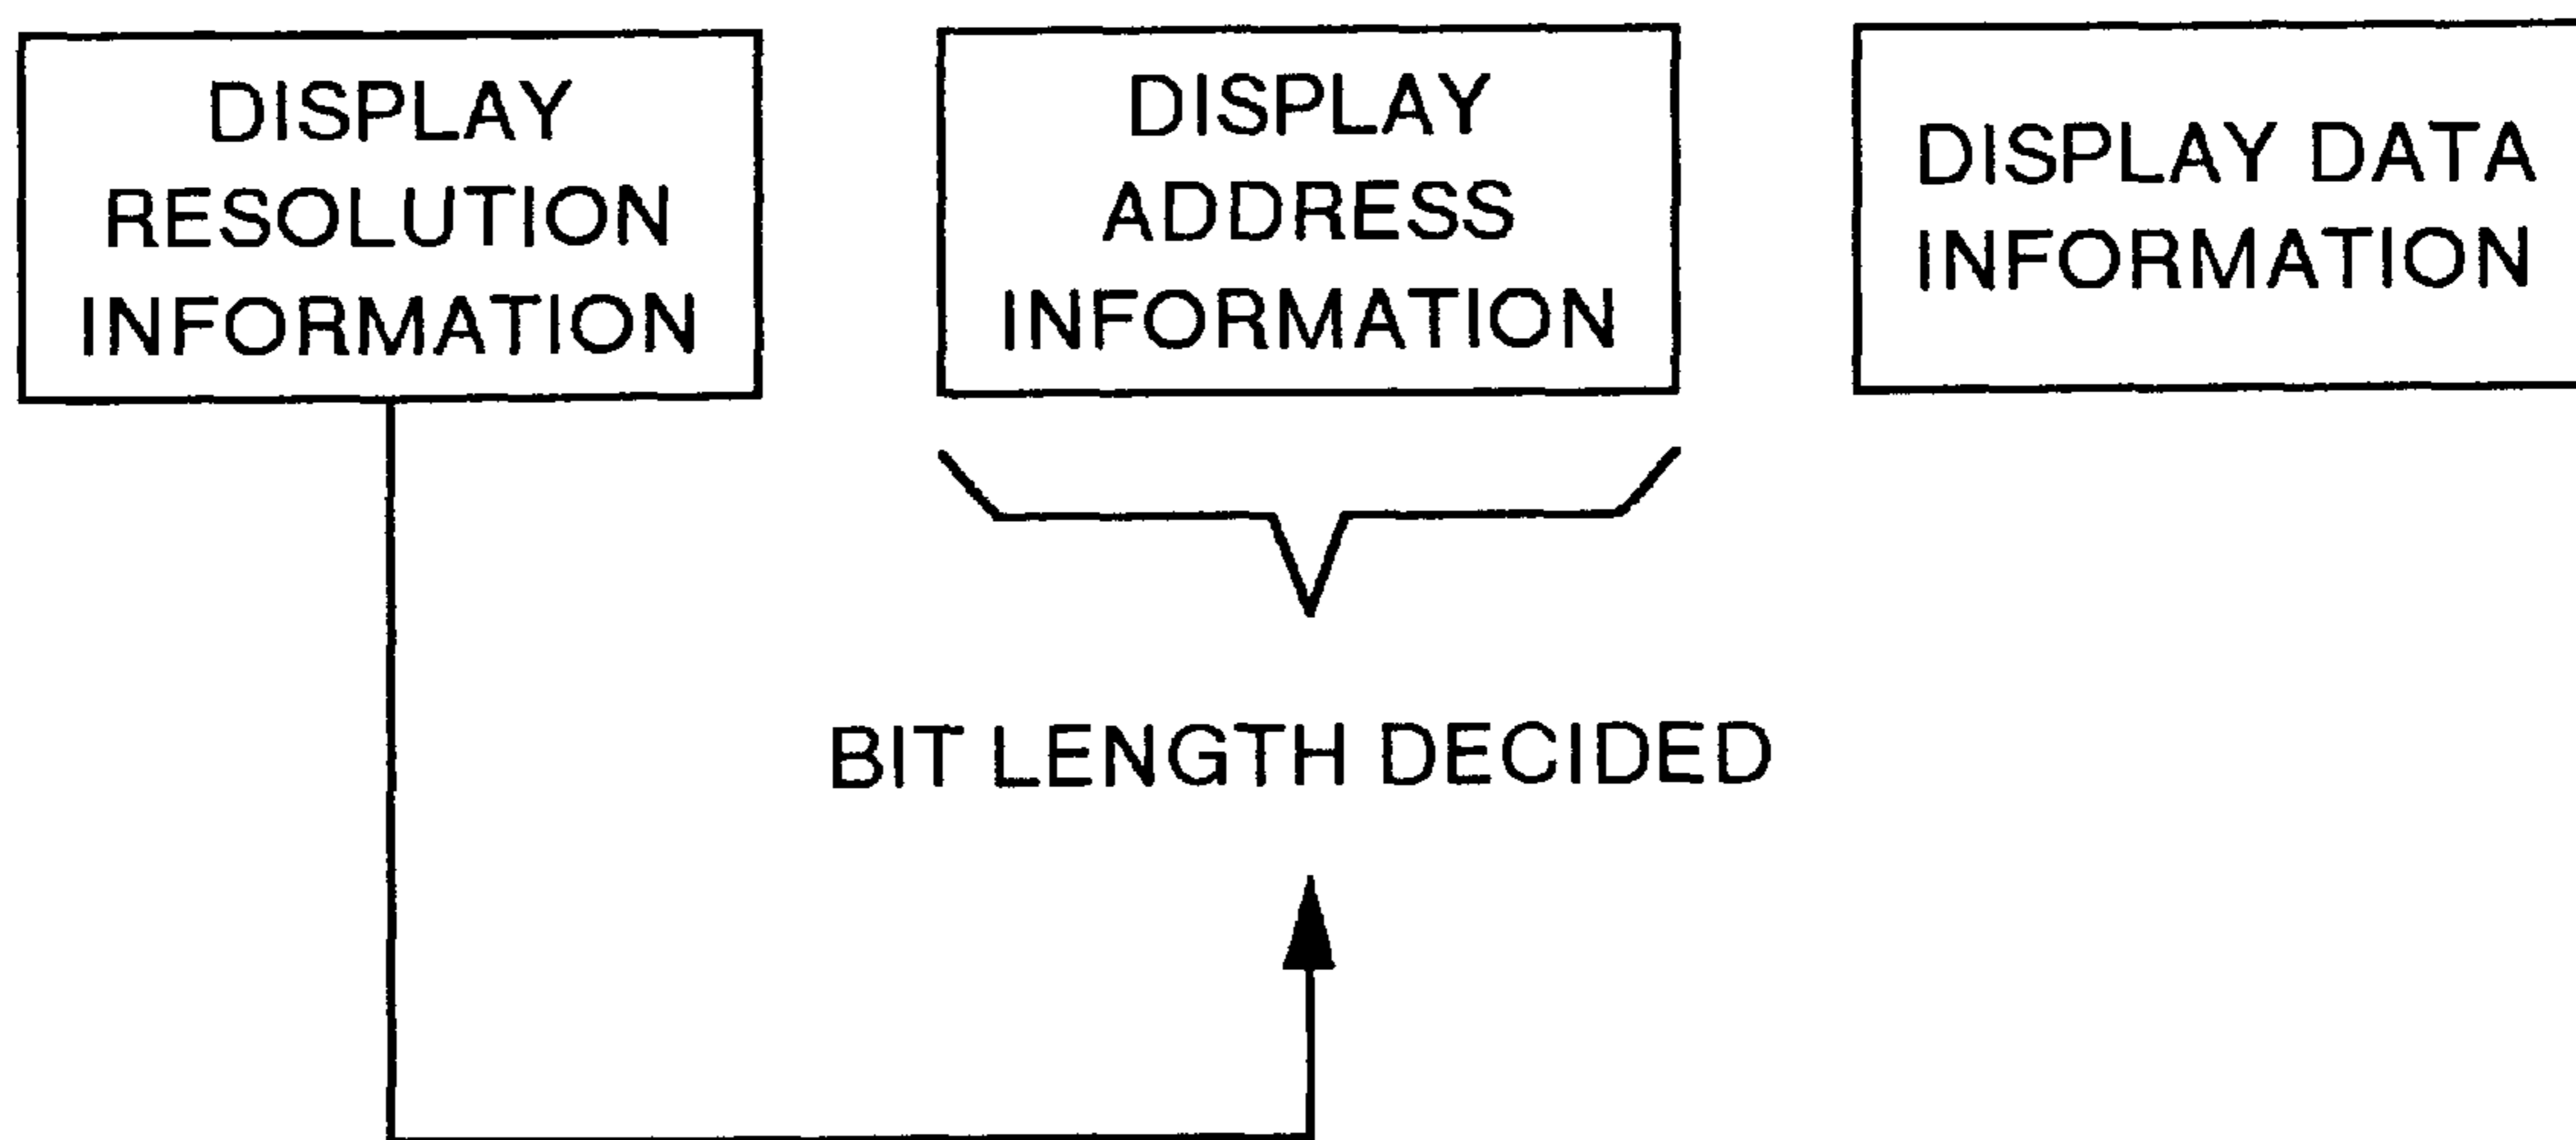 DISPLAY
RESOLUTION
INFORMATION
DISPLAY
ADDRESS
INFORMATION
DISPLAY DATA
INFORMATION
BIT LENGTH DECIDED